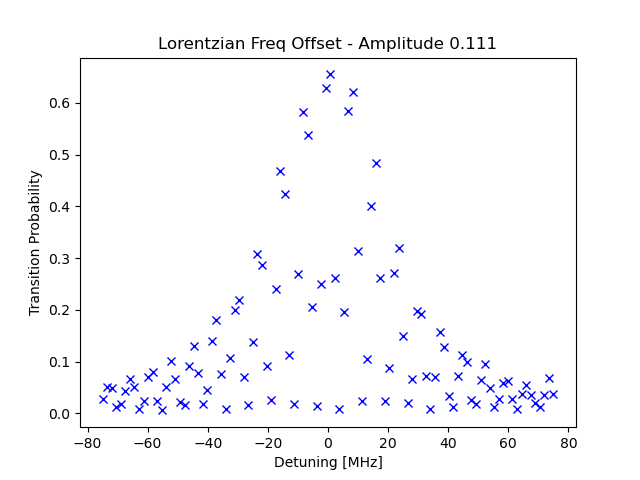 Lorentzian Freq Offset - Amplitude 0.111
Transition Probability
0.6
0.5
0.4
0.3
0.2
0.1
0.0
−80 −60 −40 −20 0 20 40 60 80
Detuning [MHz]